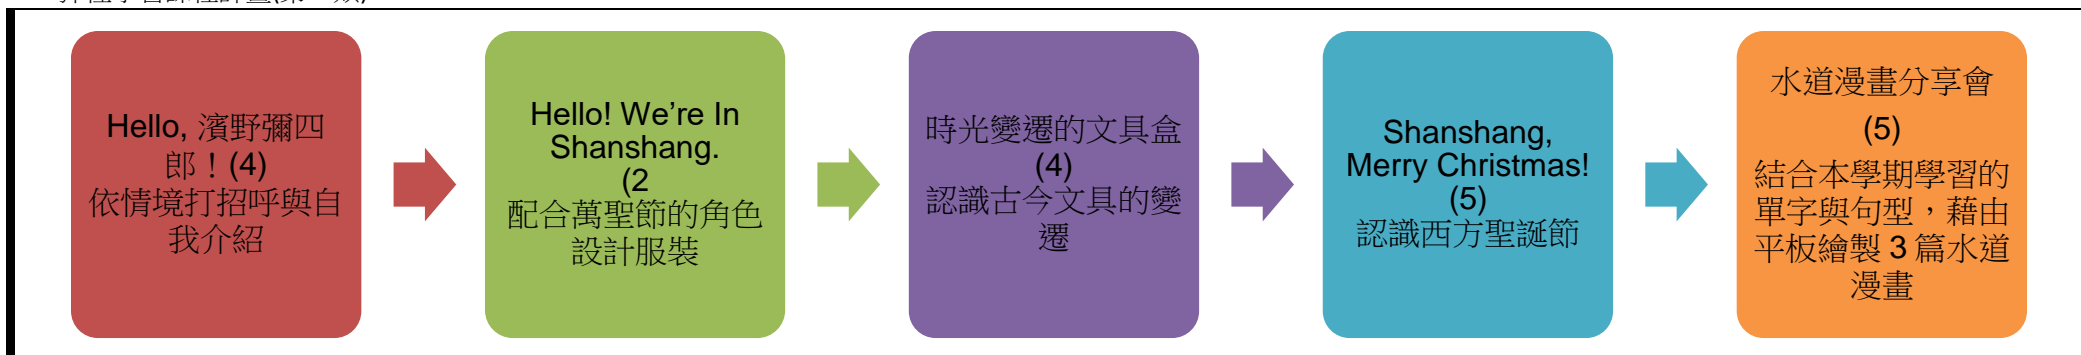 Hello, 濱野彌四
郎！(4)
依情境打招呼與自
我介紹
Hello! We’re In
Shanshang.
(2
配合萬聖節的角色
設計服裝
時光變遷的文具盒
(4)
認識古今文具的變
遷
Shanshang,
Merry Christmas!
(5)
認識西方聖誕節
水道漫畫分享會
(5)
結合本學期學習的
單字與句型，藉由
平板繪製 3 篇水道
漫畫